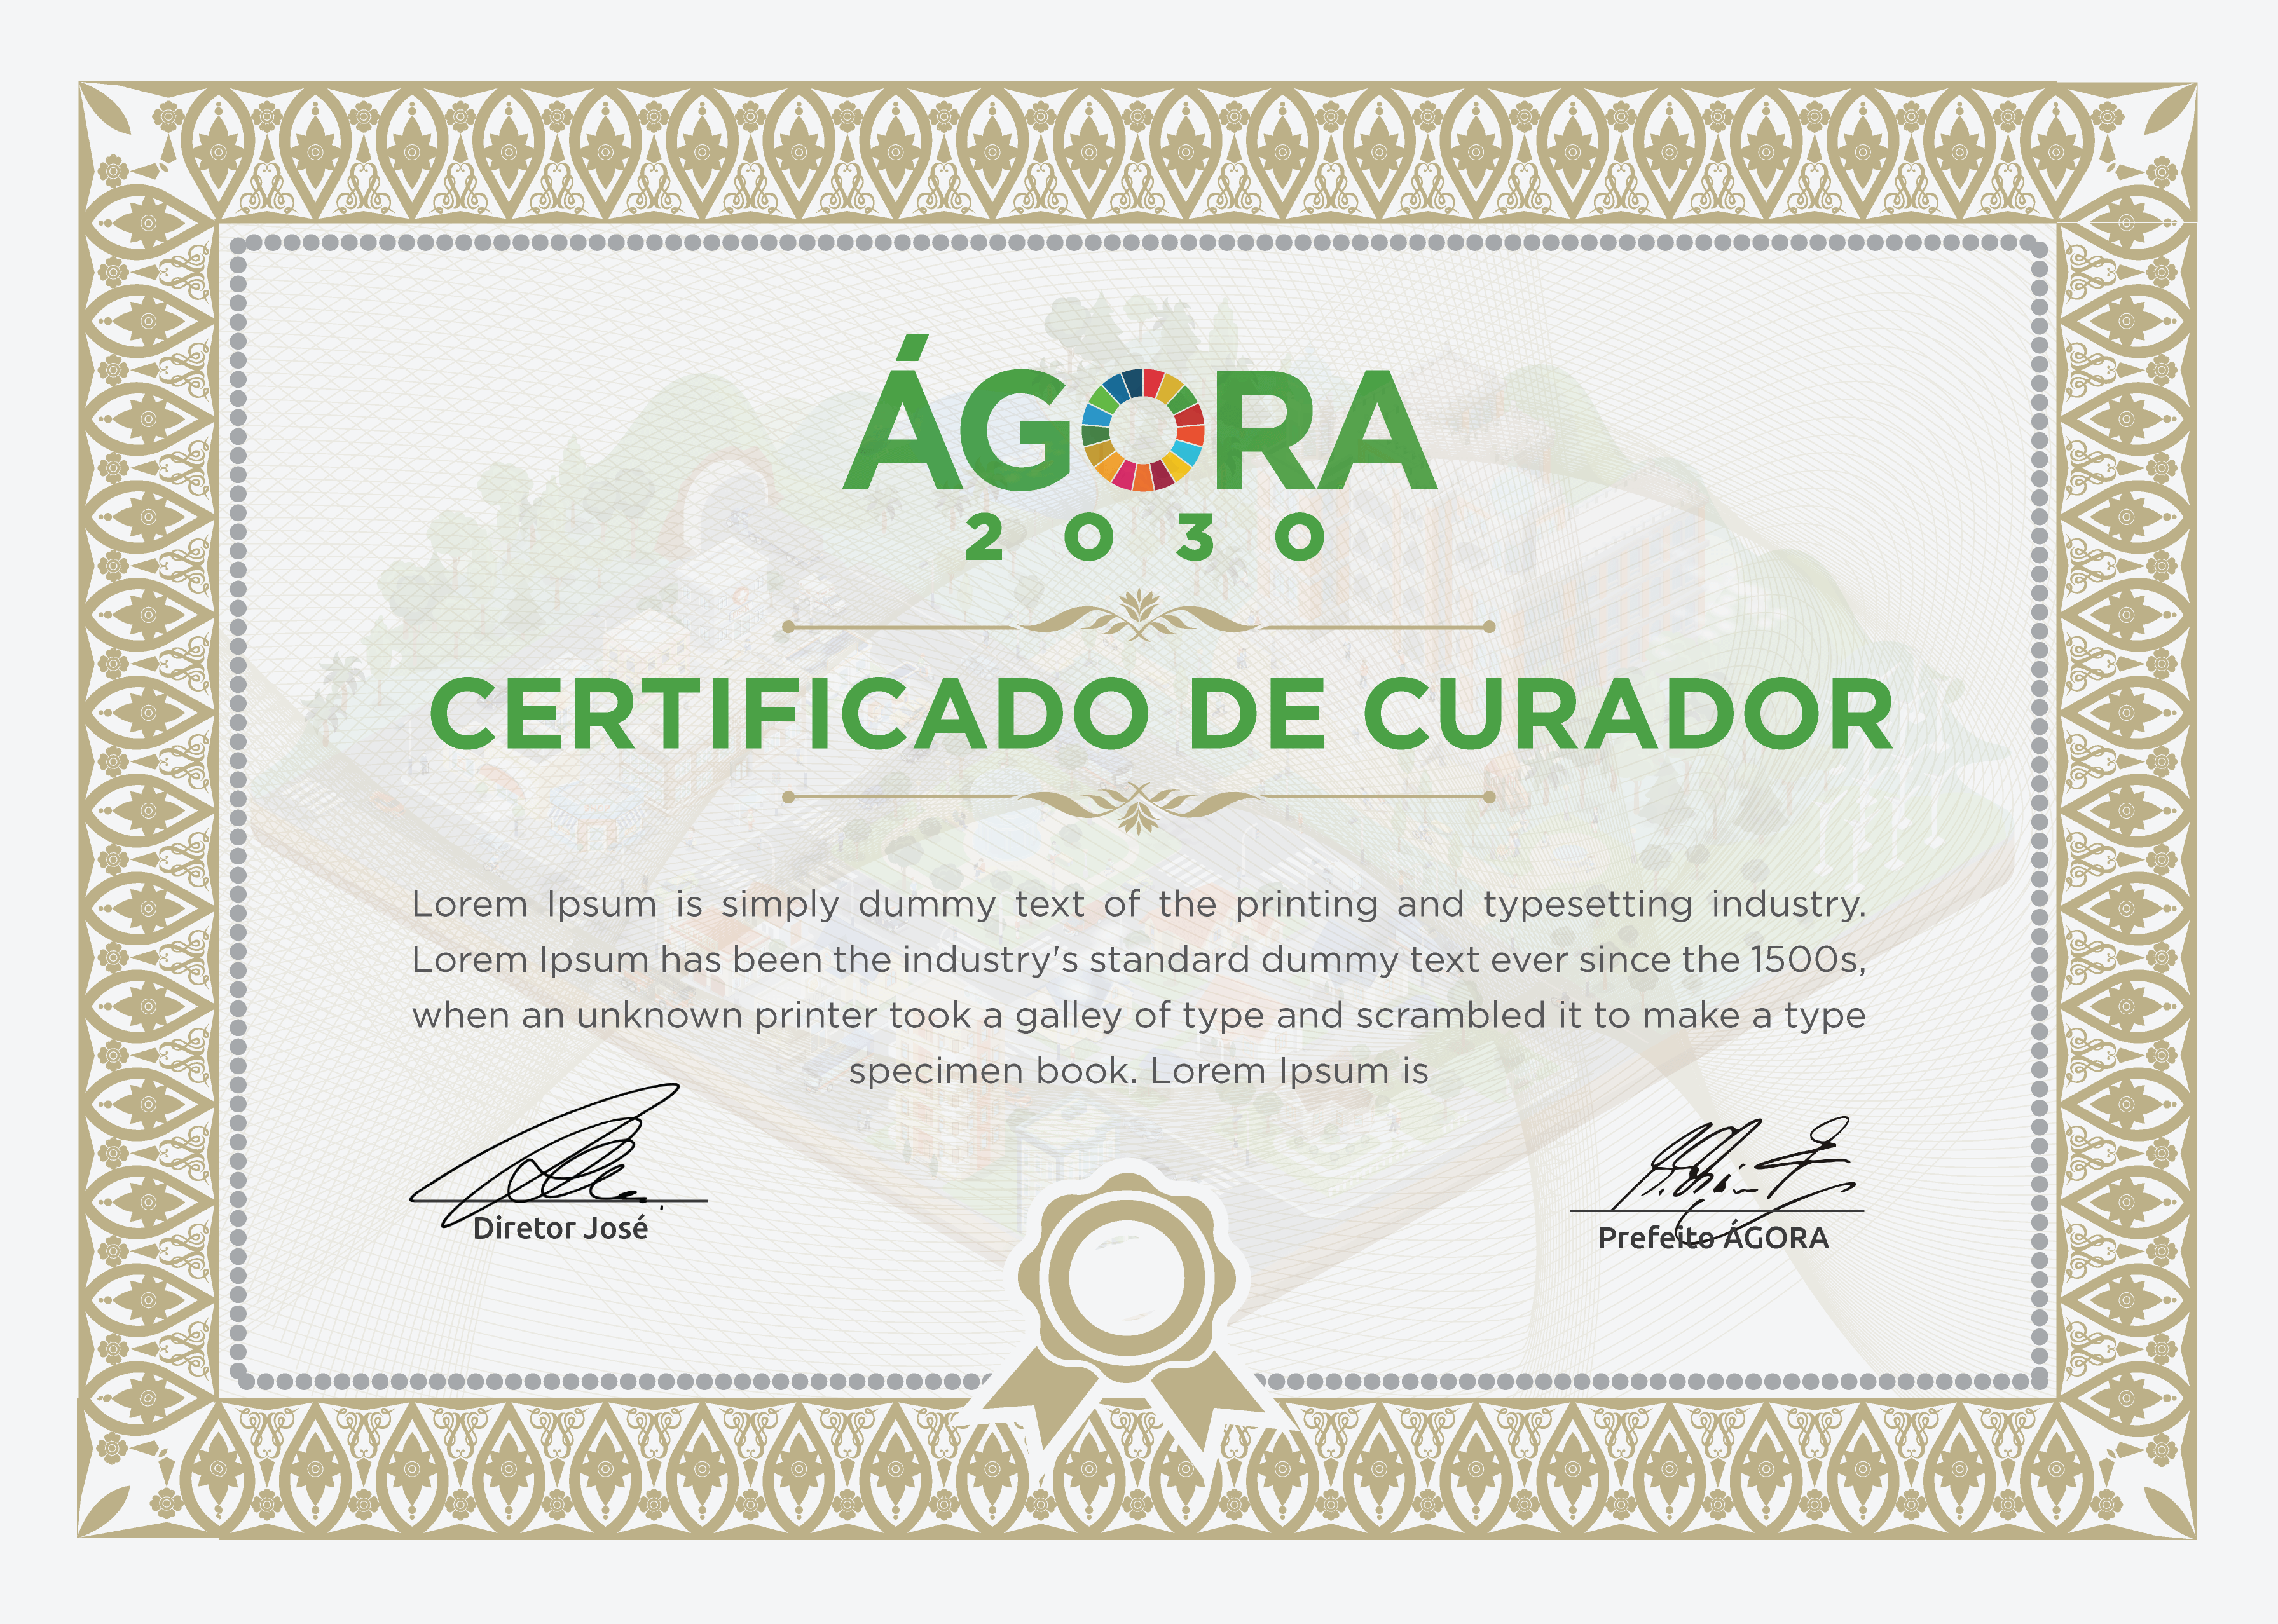 ÁGORA
2030
CERTIFICADO DE CURADOR
Lorem Ipsum is simply dummy text of the printing and typesetting industry.
Lorem Ipsum has been the industry's standard dummy text ever since the 1500s,
when an unknown printer took a galley of type and scrambled it to make a type
specimen book. Lorem Ipsum is
Diretor José
Prefeito ÁGORA